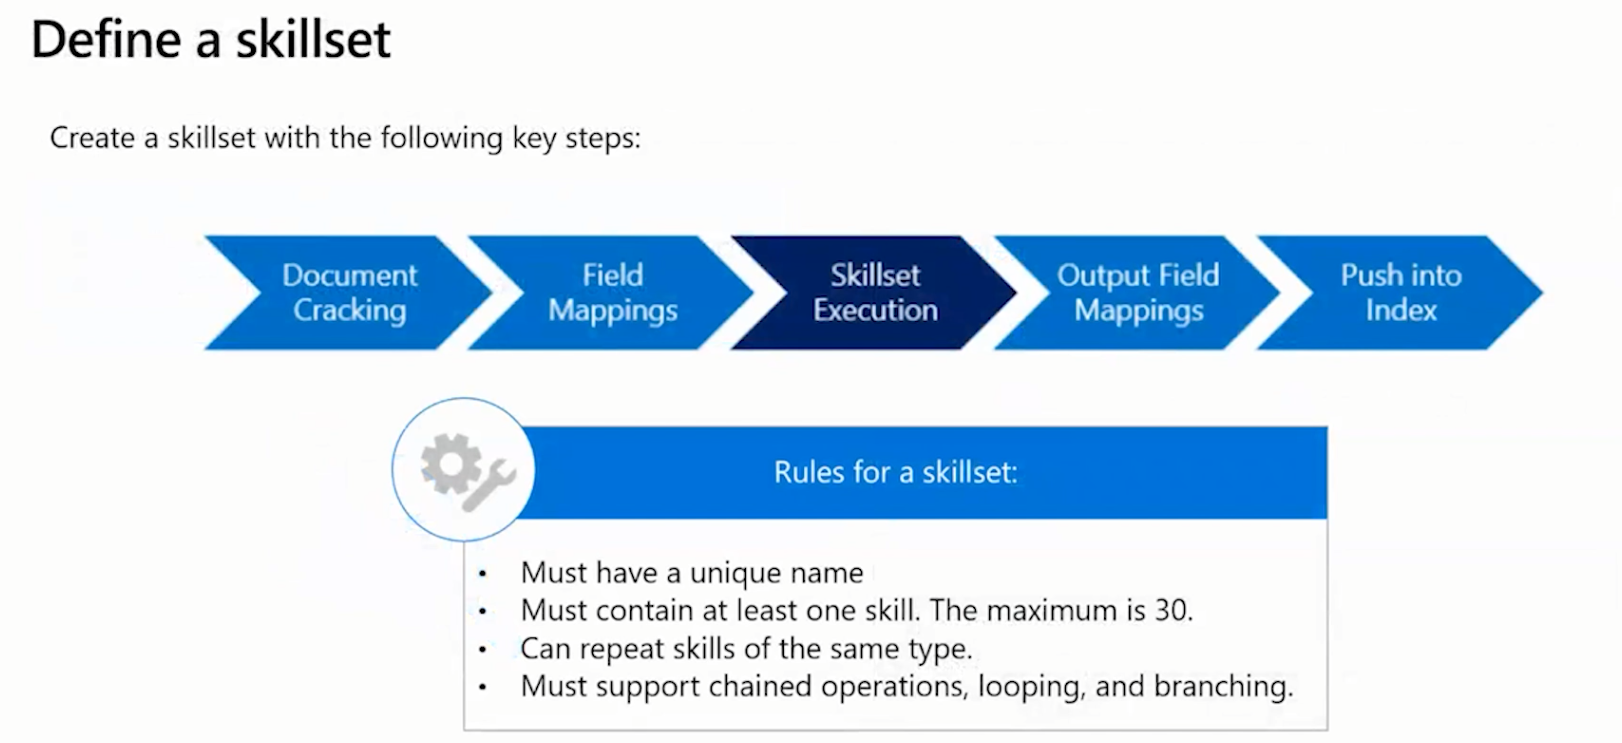 Define a skillset
Create a skillset with the following key steps:
Document
Cracking
Field
Mappings
Skillset
Execution
Output Field
Mappings
Push into
Index
Rules for a skillset:
• Must have a unique name
• Must contain at least one skill. The maximum is 30.
• Can repeat skills of the same type.
• Must support chained operations, looping, and branching.